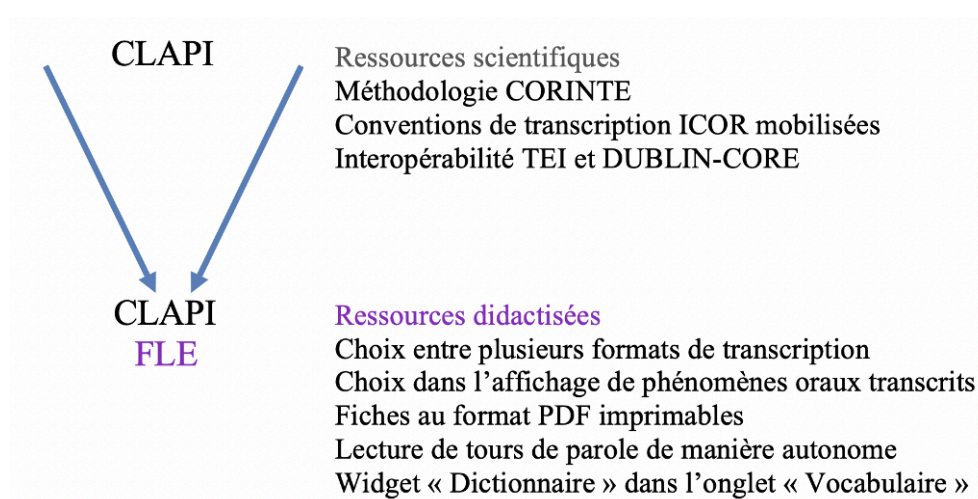 CLAPI
Ressources scientifiques
Méthodologie CORINTE
Conventions de transcription ICOR mobilisées
Interopérabilité TEI et DUBLIN-CORE
CLAPI
FLE
Ressources didactisées
Choix entre plusieurs formats de transcription
Choix dans l’affichage de phénomènes oraux transcrits
Fiches au format PDF imprimables
Lecture de tours de parole de manière autonome
Widget « Dictionnaire » dans l’onglet « Vocabulaire »